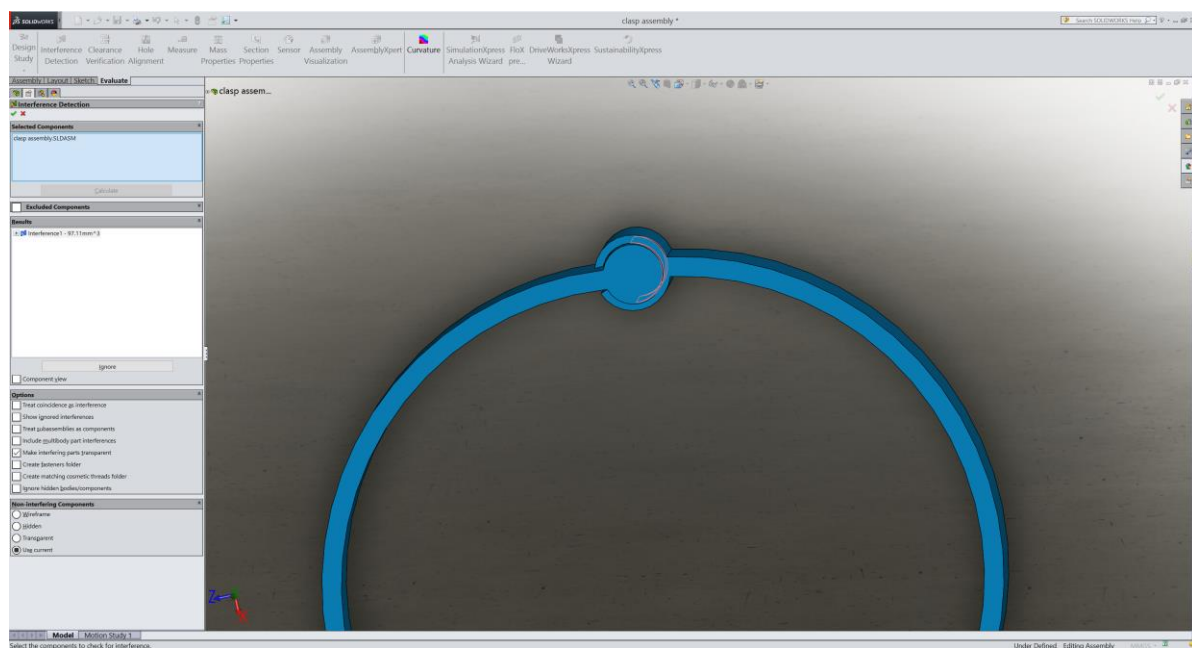 SOLIDWORKS
clasp assembly *
Search SOLIDWORKS Help
Design Study
Interference Detection
Clearance Verification
Hole Alignment
Measure
Mass Properties
Section Properties
Sensor
Assembly Visualization
AssemblyXpert
Curvature
SimulationXpress Analysis Wizard
FloX pre...
DriveWorksXpress Wizard
SustainabilityXpress
Assembly Layout Sketch Evaluate
clasp assem...
Interference Detection
Selected Components
clasp assembly.SLDASM
Calculate
Excluded Components
Results
Interference1 - 97.11mm^3
Ignore
Component view
Options
Treat coincidence as interference
Show ignored interferences
Treat subassemblies as components
Include multibody part interferences
Make interfering parts transparent
Create fasteners folder
Create matching cosmetic threads folder
Ignore hidden bodies/components
Non-interfering Components
Wireframe
Hidden
Transparent
Use current
Z
Model Motion Study 1
Select the components to check for interference.
Under Defined Editing Assembly